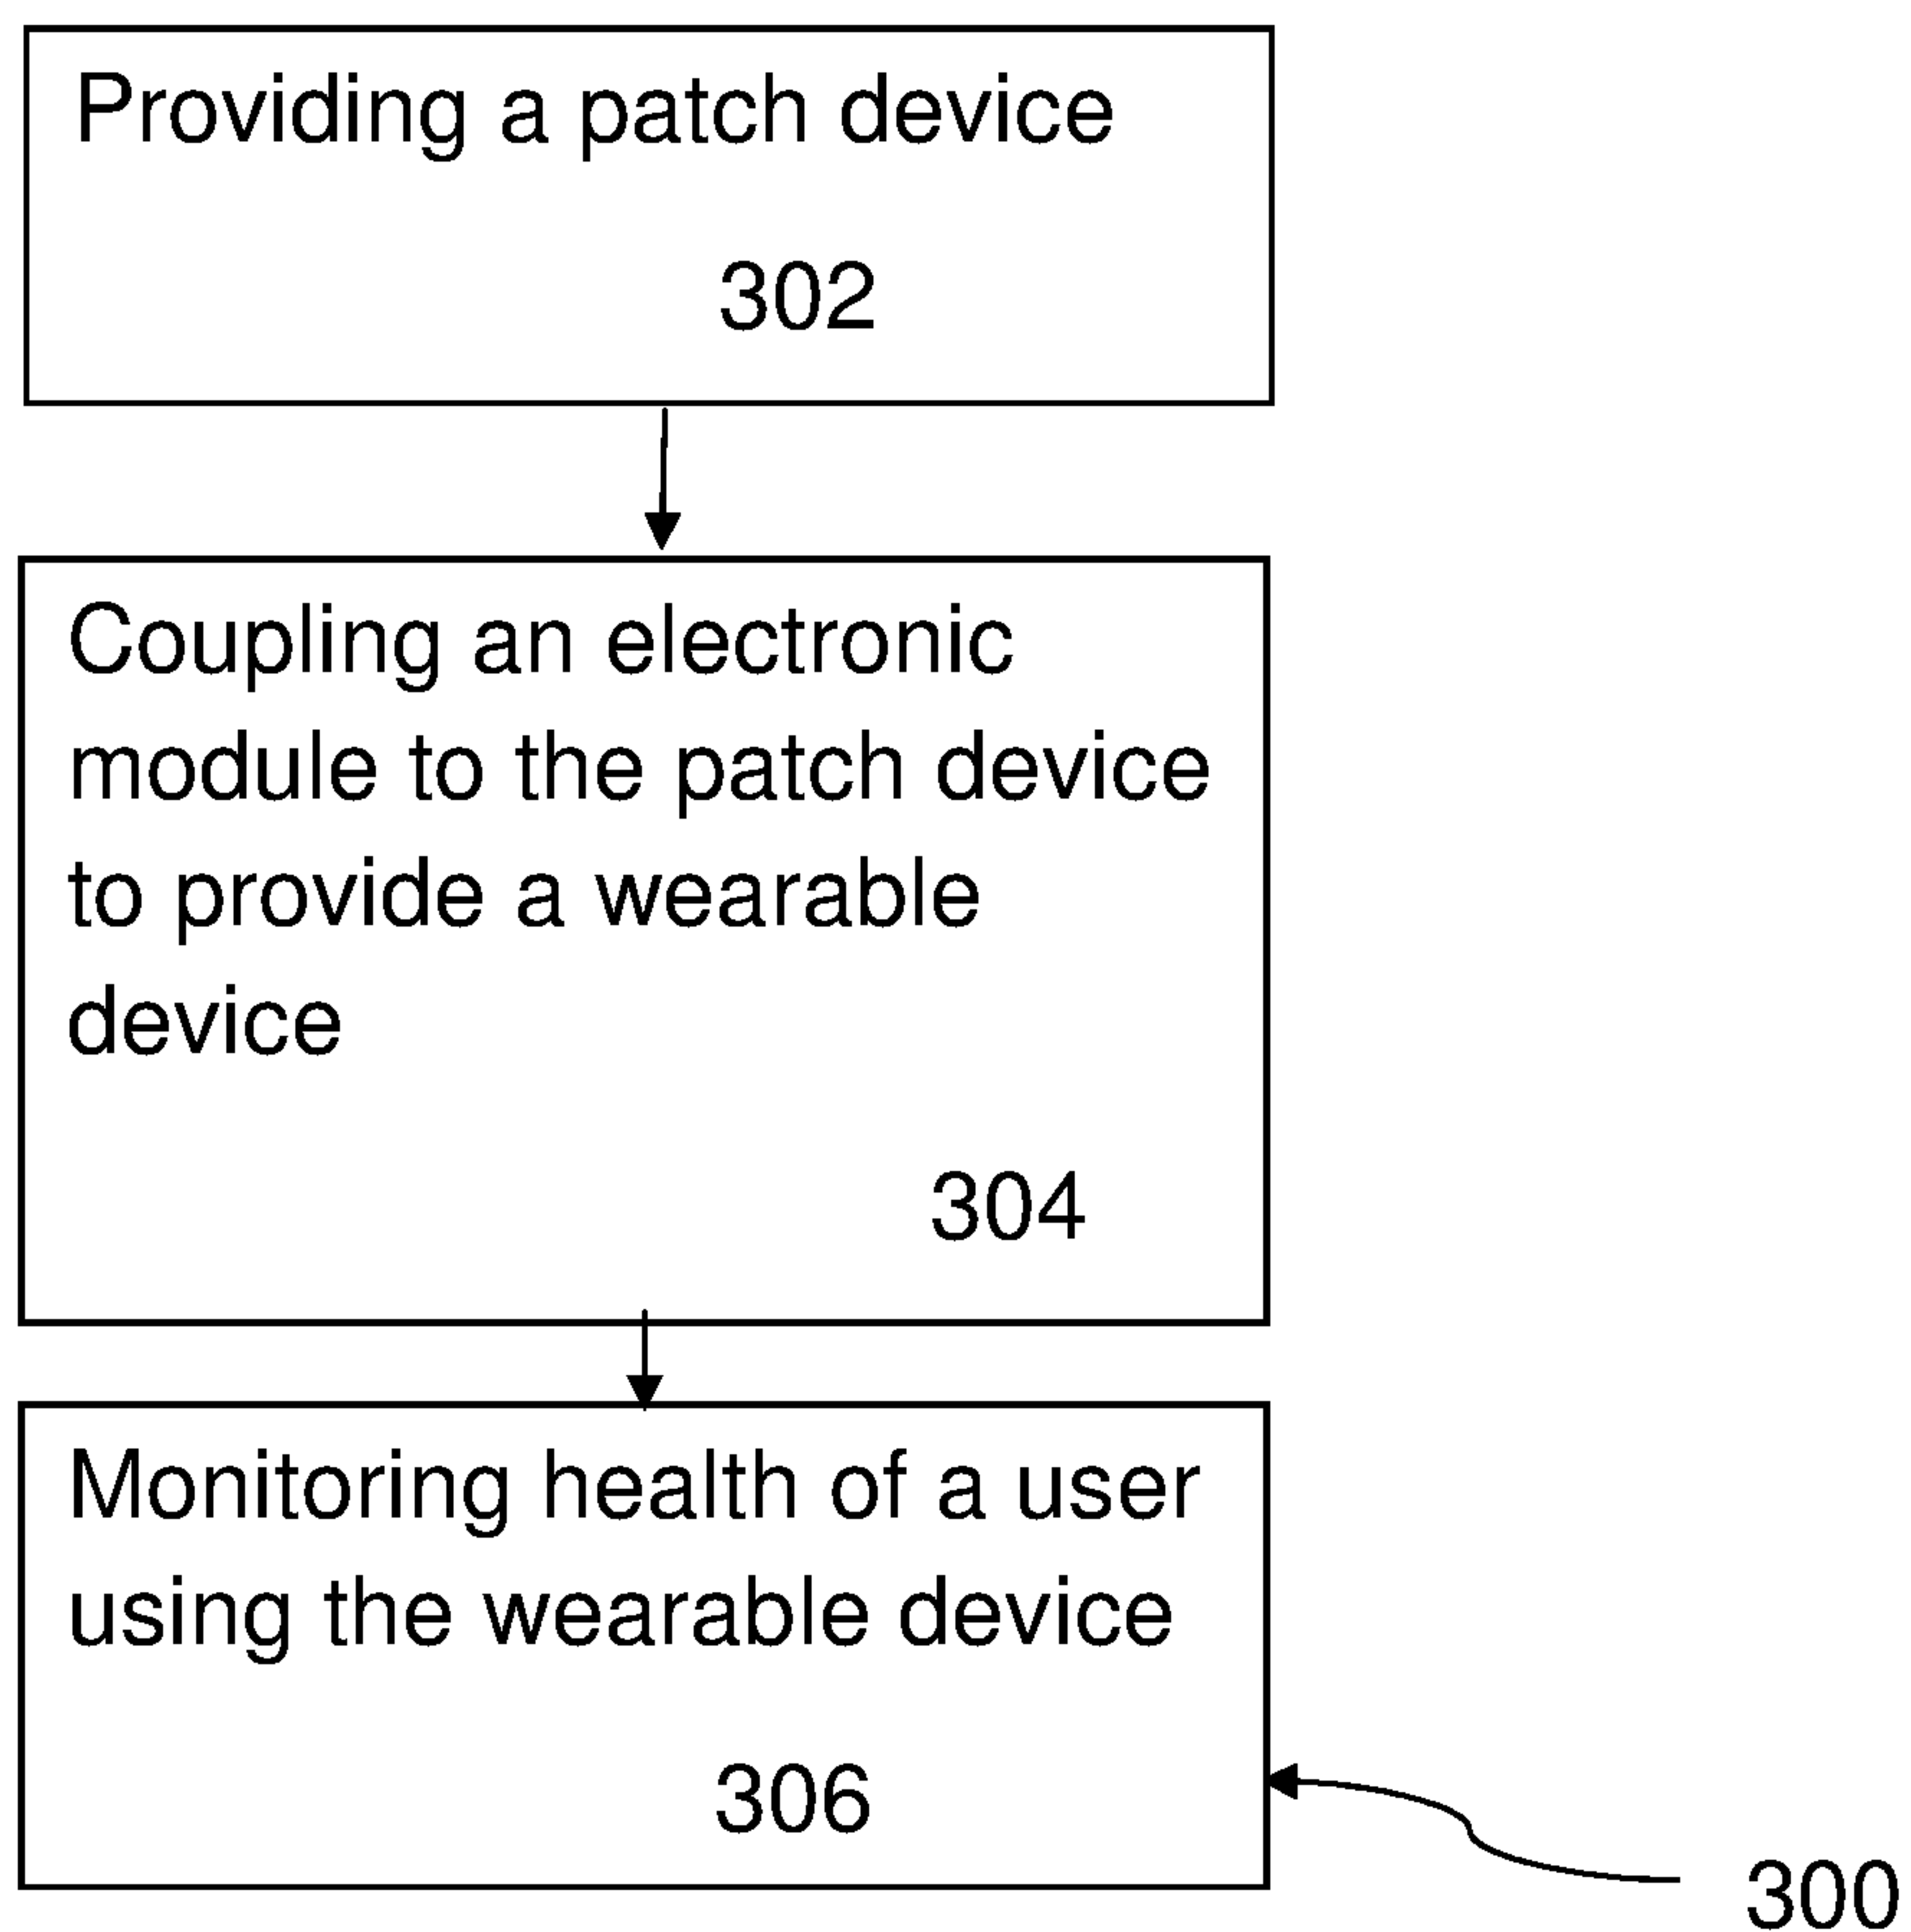 Providing a patch device
302
Coupling an electronic
module to the patch device
to provide a wearable
device
304
Monitoring health of a user
using the wearable device
306
300